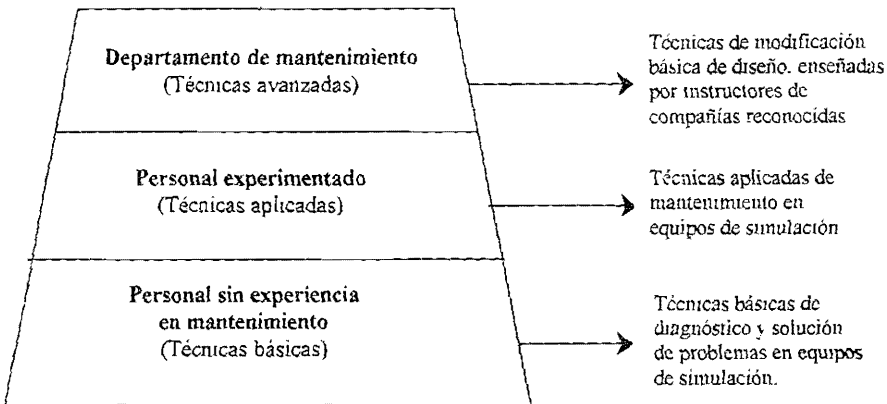 Departamento de mantenimiento
(Técnicas avanzadas)
Técnicas de modificación
básica de diseño. enseñadas
por instructores de
compañías reconocidas
Personal experimentado
(Técnicas aplicadas)
Técnicas aplicadas de
mantenimiento en
equipos de simulación
Personal sin experiencia
en mantenimiento
(Técnicas básicas)
Técnicas básicas de
diagnóstico y solución
de problemas en equipos
de simulación.